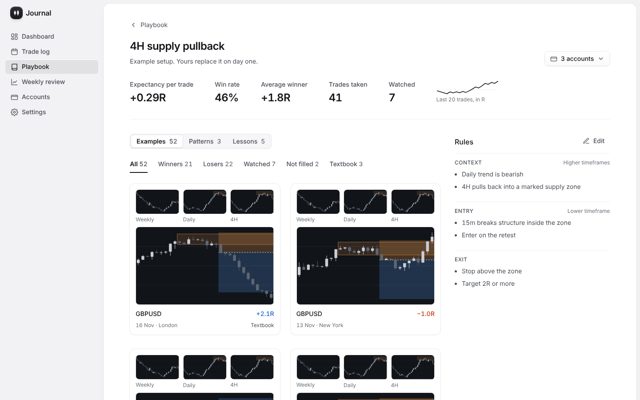 Journal
Dashboard
Trade log
Playbook
Weekly review
Accounts
Settings
Playbook
4H supply pullback
Example setup. Yours replace it on day one.
3 accounts
Expectancy per trade
+0.29R
Win rate
46%
Average winner
+1.8R
Trades taken
41
Watched
7
Last 20 trades, in R
Examples 52
Patterns 3
Lessons 5
All 52
Winners 21
Losers 22
Watched 7
Not filled 2
Textbook 3
Weekly
Daily
4H
GBPUSD
+2.1R
16 Nov · London
Textbook
Weekly
Daily
4H
GBPUSD
−1.0R
13 Nov · New York
Weekly
Daily
4H
Weekly
Daily
4H
Rules
Edit
CONTEXT
Higher timeframes
• Daily trend is bearish
• 4H pulls back into a marked supply zone
ENTRY
Lower timeframe
• 15m breaks structure inside the zone
• Enter on the retest
EXIT
• Stop above the zone
• Target 2R or more